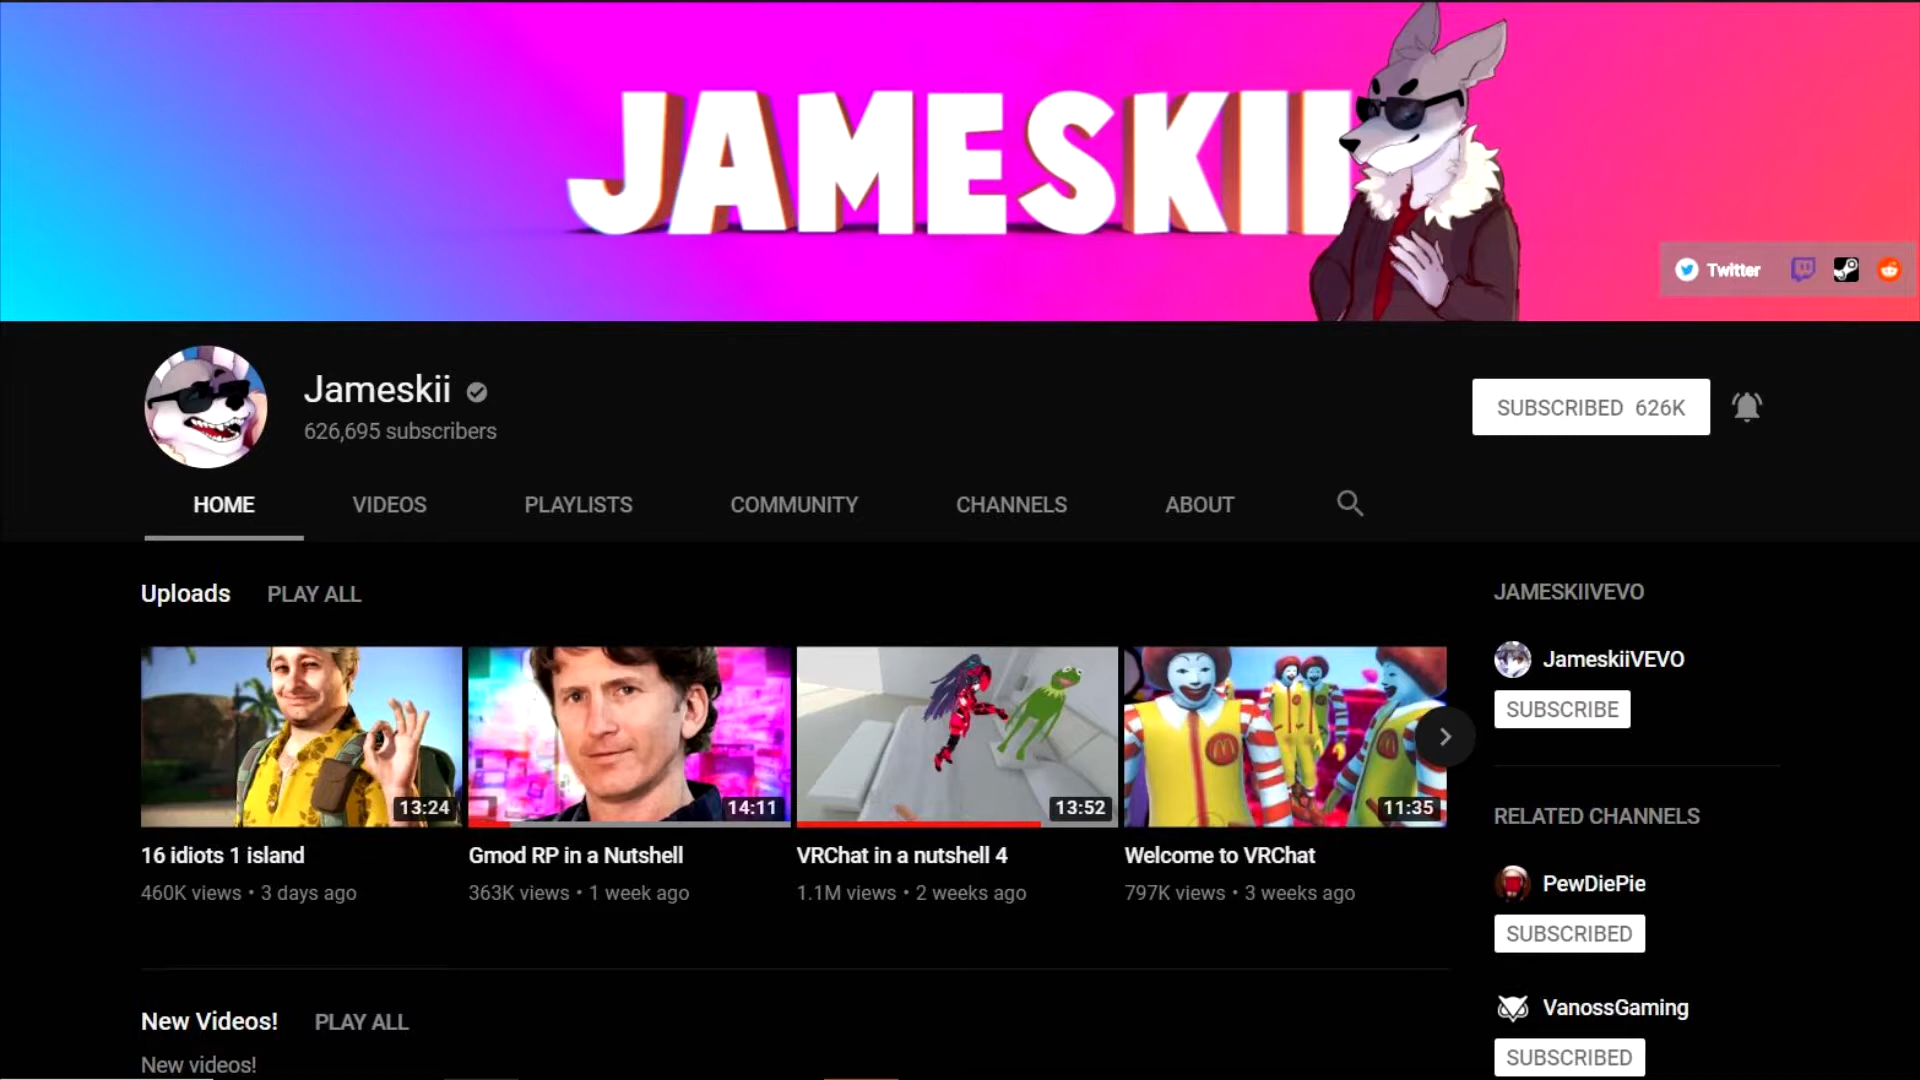 JAMESKII
Twitter
Jameskii
626,695 subscribers
SUBSCRIBED 626K
HOME VIDEOS PLAYLISTS COMMUNITY CHANNELS ABOUT
Uploads PLAY ALL
13:24
14:11
13:52
11:35
16 idiots 1 island
460K views • 3 days ago
Gmod RP in a Nutshell
363K views • 1 week ago
VRChat in a nutshell 4
1.1M views • 2 weeks ago
Welcome to VRChat
797K views • 3 weeks ago
New Videos! PLAY ALL
New videos!
JAMESKIIVEVO
JameskiiVEVO
SUBSCRIBE
RELATED CHANNELS
PewDiePie
SUBSCRIBED
VanossGaming
SUBSCRIBED